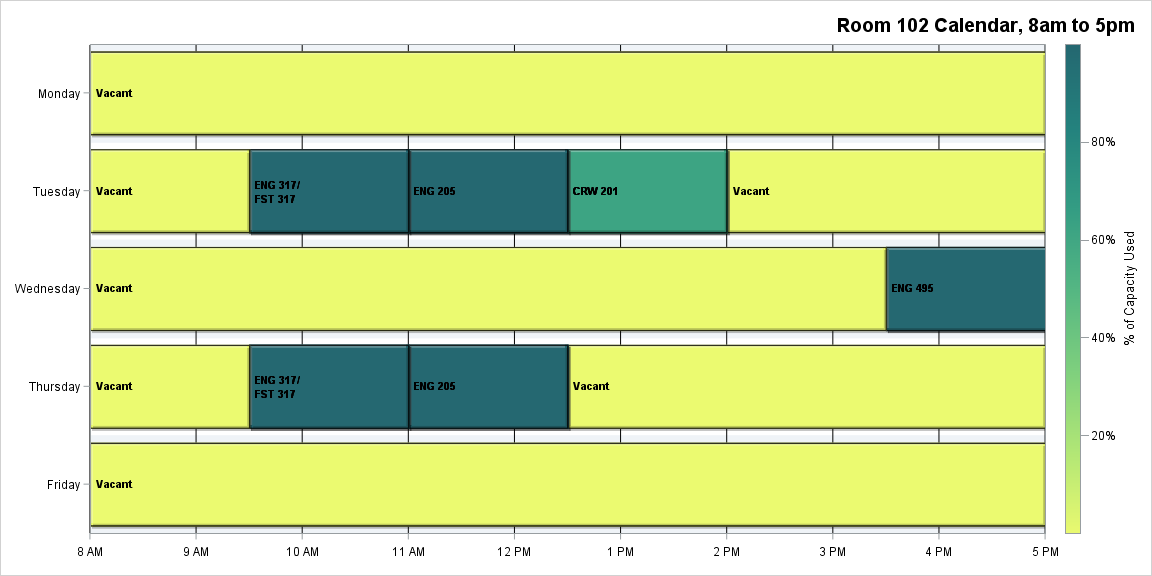 Room 102 Calendar, 8am to 5pm
Monday
Vacant
Tuesday
Vacant
ENG 317/
FST 317
ENG 205
CRW 201
Vacant
Wednesday
Vacant
ENG 495
Thursday
Vacant
ENG 317/
FST 317
ENG 205
Vacant
Friday
Vacant
8 AM
9 AM
10 AM
11 AM
12 PM
1 PM
2 PM
3 PM
4 PM
5 PM
80%
60%
40%
20%
% of Capacity Used